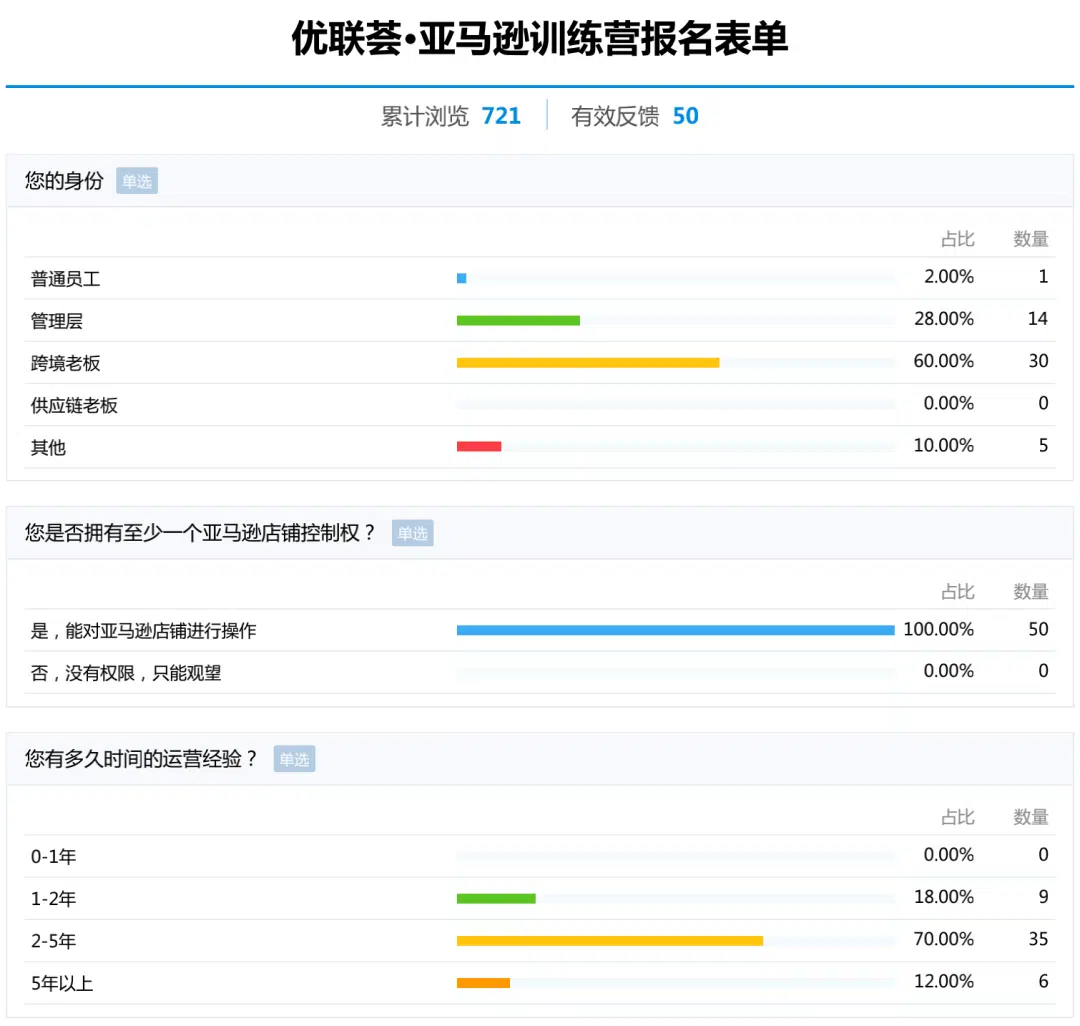 优联荟•亚马逊训练营报名表单
累计浏览 721 有效反馈 50
您的身份 单选
占比 数量
普通员工 2.00% 1
管理层 28.00% 14
跨境老板 60.00% 30
供应链老板 0.00% 0
其他 10.00% 5
您是否拥有至少一个亚马逊店铺控制权？ 单选
占比 数量
是，能对亚马逊店铺进行操作 100.00% 50
否，没有权限，只能观望 0.00% 0
您有多久时间的运营经验？ 单选
占比 数量
0-1年 0.00% 0
1-2年 18.00% 9
2-5年 70.00% 35
5年以上 12.00% 6